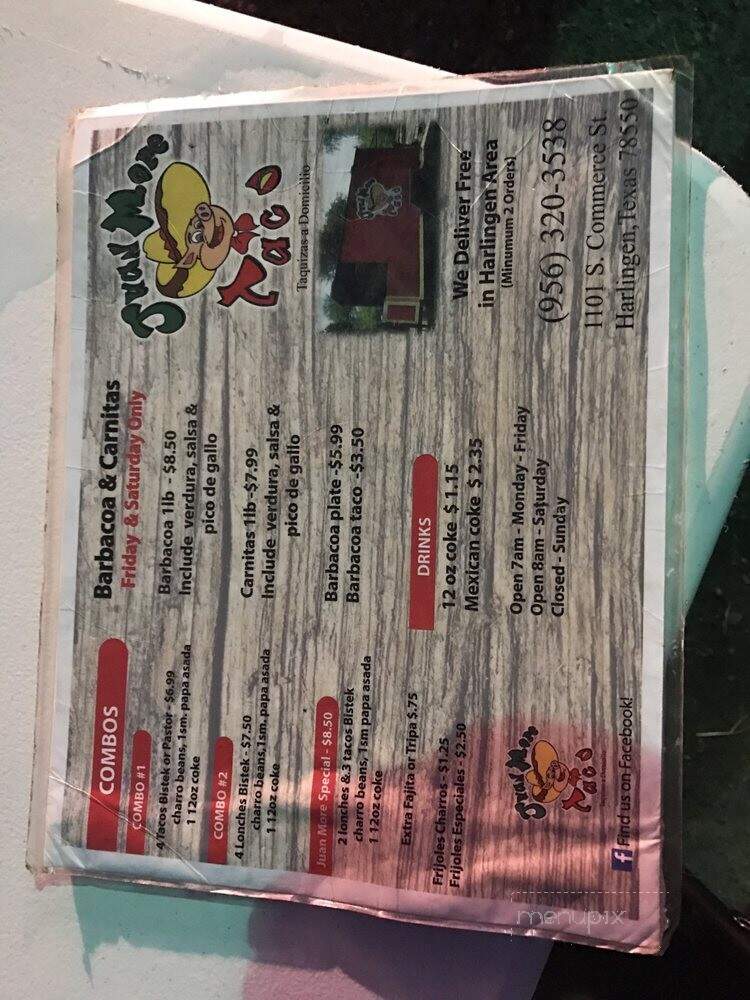 COMBOS
COMBO #1
4 Tacos Bistek or Pastor - $6.99
charro beans, 1sm. papa asada
1 12oz coke
COMBO #2
4 Lonches Bistek - $7.50
charro beans,1sm. papa asada
1 12oz coke
Juan More Special - $8.50
2 lonches & 3 tacos Bistek
charro beans, 1sm papa asada
1 12oz coke
Extra Fajita or Tripa $.75
Frijoles Charros - $1.25
Frijoles Especiales - $2.50
Juan More
Taco
f Find us on Facebook!
Barbacoa & Carnitas
Friday & Saturday Only
Barbacoa 1lb - $8.50
Include verdura, salsa &
pico de gallo
Carnitas 1lb -$7.99
Include verdura, salsa &
pico de gallo
Barbacoa plate -$5.99
Barbacoa taco -$3.50
DRINKS
12 oz coke $ 1.15
Mexican coke $ 2.35
Open 7am - Monday - Friday
Open 8am - Saturday
Closed - Sunday
Juan More
Taco
Taquizas a Domicilio
We Deliver Free
in Harlingen Area
(Minumum 2 Orders)
(956) 320-3538
1101 S. Commerce St.
Harlingen,Texas 78550
menupix